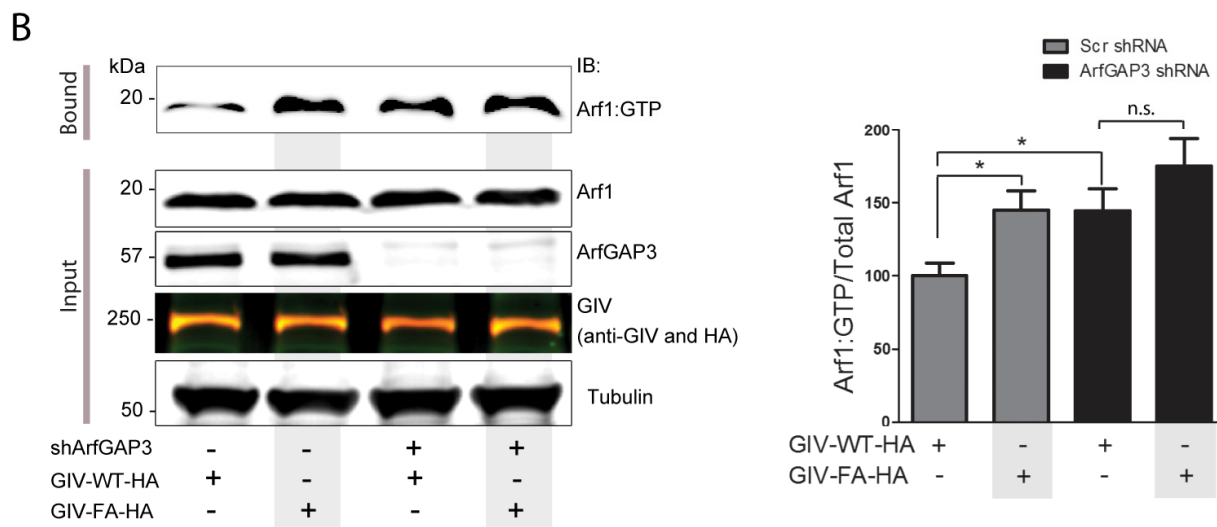 B
kDa
IB:
Bound
20 -
Arf1:GTP
Input
20 -
Arf1
57 -
ArfGAP3
250 -
GIV
(anti-GIV and HA)
50 -
Tubulin
shArfGAP3 - - + +
GIV-WT-HA + - + -
GIV-FA-HA - + - +
Scr shRNA
ArfGAP3 shRNA
n.s.
*
*
Arf1:GTP/Total Arf1
200
150
100
50
0
GIV-WT-HA + - + -
GIV-FA-HA - + - +